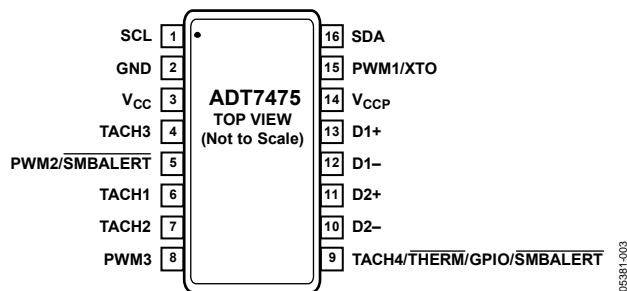 SCL 1
GND 2
VCC 3
TACH3 4
PWM2/SMBALERT 5
TACH1 6
TACH2 7
PWM3 8
ADT7475
TOP VIEW
(Not to Scale)
16 SDA
15 PWM1/XTO
14 VCCP
13 D1+
12 D1–
11 D2+
10 D2–
9 TACH4/THERM/GPIO/SMBALERT
05381-003